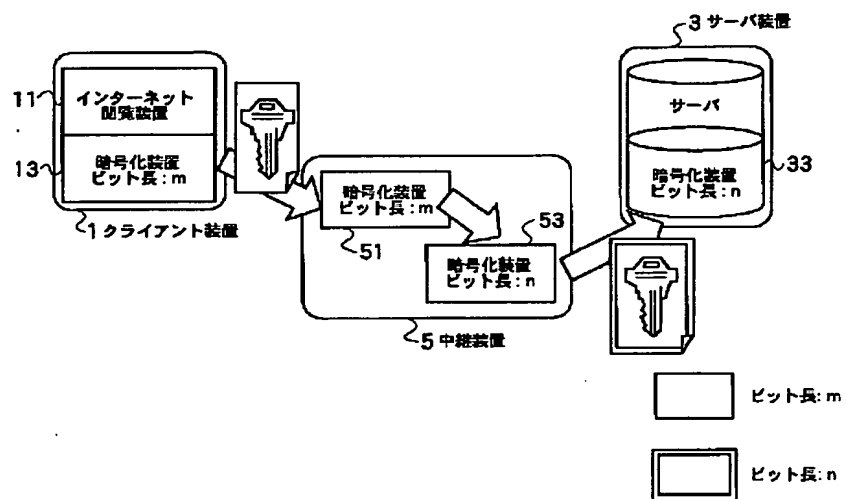 3 サーバ装置
11
インターネット
閲覧装置
サーバ
13
暗号化装置
ビット長:m
暗号化装置
ビット長:n
33
暗号化装置
ビット長:m
1 クライアント装置
51
53
暗号化装置
ビット長:n
5 中継装置
ビット長:m
ビット長:n